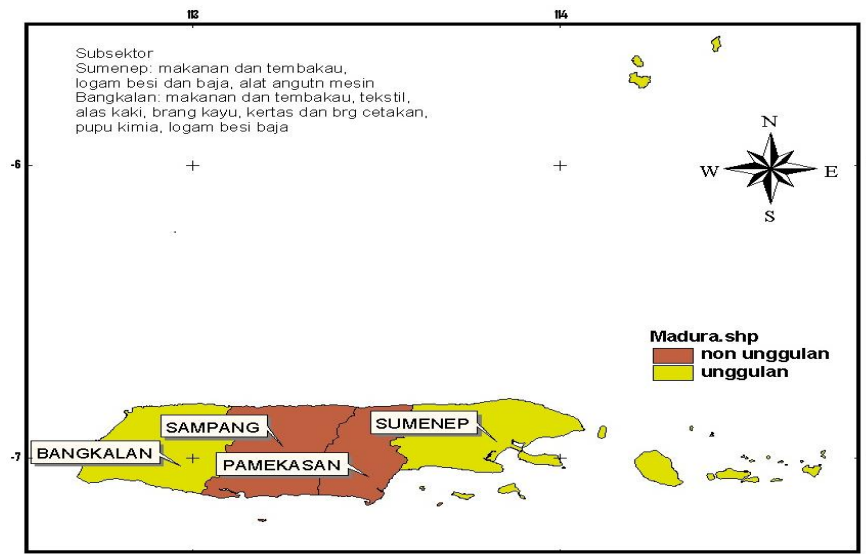 113 114
Subsektor
Sumenep: makanan dan tembakau,
logam besi dan baja, alat angutn mesin
Bangkalan: makanan dan tembakau, tekstil,
alas kaki, brang kayu, kertas dan brg cetakan,
pupu kimia, logam besi baja
N
W E
S
-6
Madura.shp
non unggulan
unggulan
SAMPANG
SUMENEP
BANGKALAN
PAMEKASAN
-7